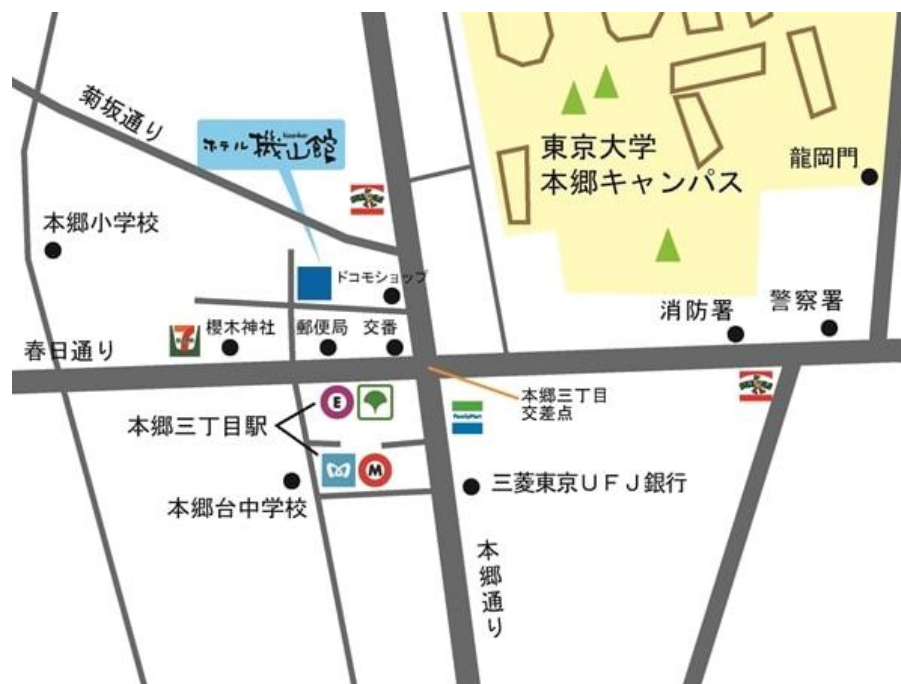 菊坂通り
ホテル機山館
東京大学
本郷キャンパス
龍岡門
本郷小学校
ドコモショップ
消防署
警察署
櫻木神社
郵便局
交番
7
春日通り
本郷三丁目
交差点
E
FamilyMart
本郷三丁目駅
M
本郷台中学校
三菱東京UFJ銀行
本郷通り